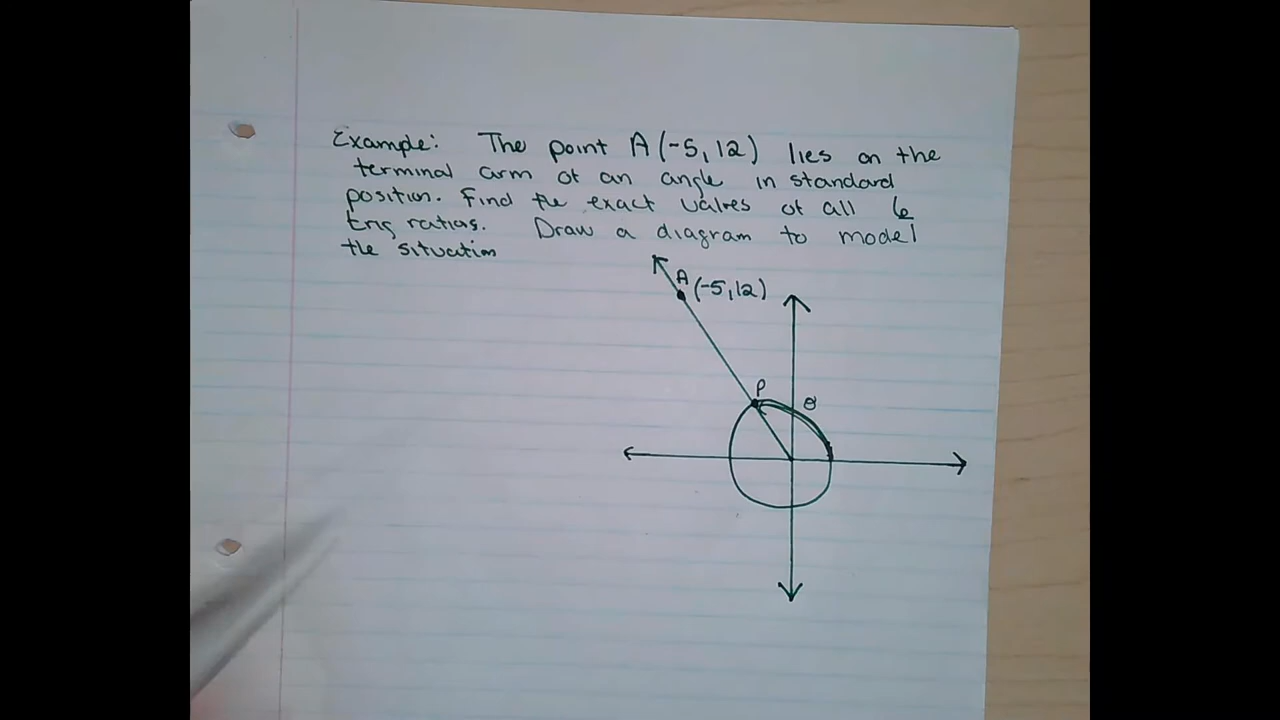 Example: The point A(-5,12) lies on the
terminal arm of an angle in standard
position. Find the exact values of all 6
trig ratios. Draw a diagram to model
the situation
A(-5,12)
P
θ